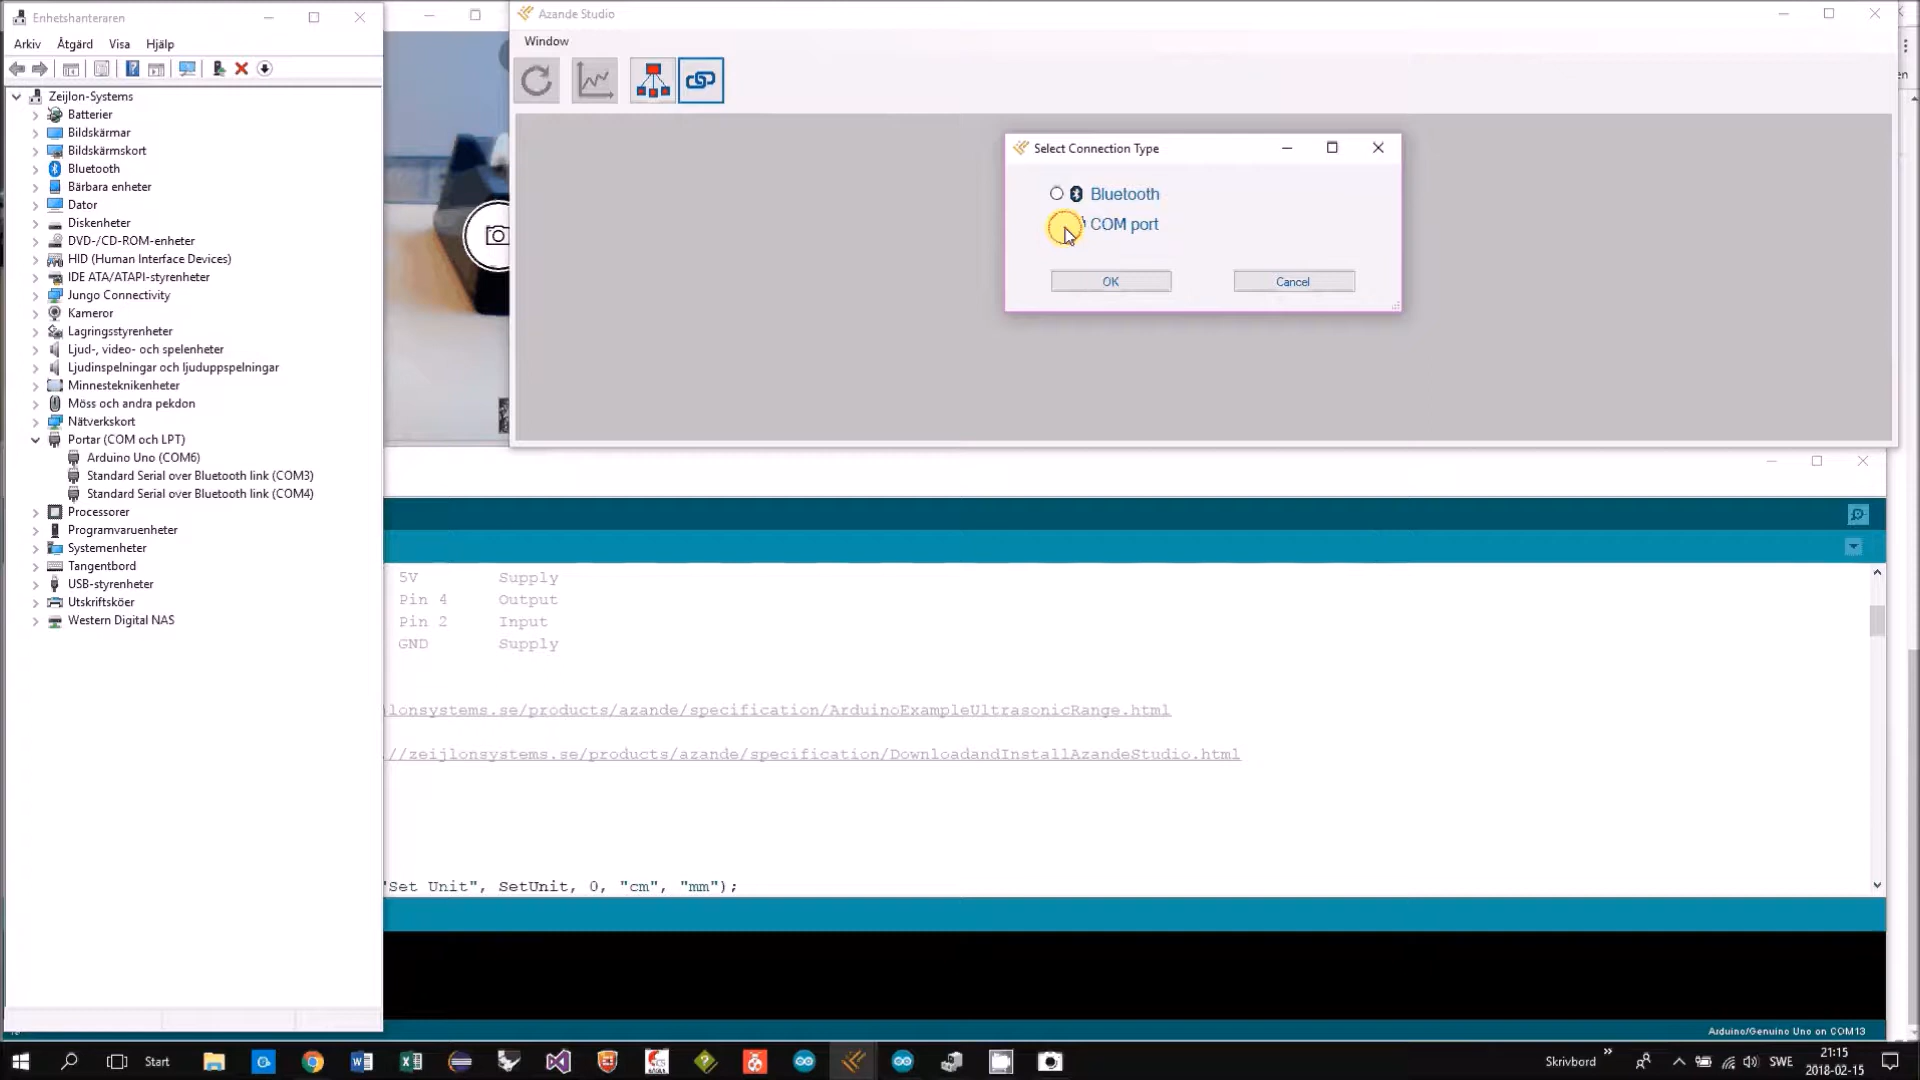 Enhetshanteraren
Arkiv Åtgärd Visa Hjälp
Zeijlon-Systems
Batterier
Bildskärmar
Bildskärmskort
Bluetooth
Bärbara enheter
Dator
Diskenheter
DVD-/CD-ROM-enheter
HID (Human Interface Devices)
IDE ATA/ATAPI-styrenheter
Jungo Connectivity
Kameror
Lagringsstyrenheter
Ljud-, video- och spelenheter
Ljudinspelningar och ljuduppspelningar
Minnesteknikenheter
Möss och andra pekdon
Nätverkskort
Portar (COM och LPT)
Arduino Uno (COM6)
Standard Serial over Bluetooth link (COM3)
Standard Serial over Bluetooth link (COM4)
Processorer
Programvaruenheter
Systemenheter
Tangentbord
USB-styrenheter
Utskriftsköer
Western Digital NAS
Azande Studio
Window
Select Connection Type
Bluetooth
COM port
OK Cancel
5V Supply
Pin 4 Output
Pin 2 Input
GND Supply
lonsystems.se/products/azande/specification/ArduinoExampleUltrasonicRange.html
//zeijlonsystems.se/products/azande/specification/DownloadandInstallAzandeStudio.html
"Set Unit", SetUnit, 0, "cm", "mm");
Arduino/Genuino Uno on COM13
Start
Skrivbord
SWE
21:15
2018-02-15